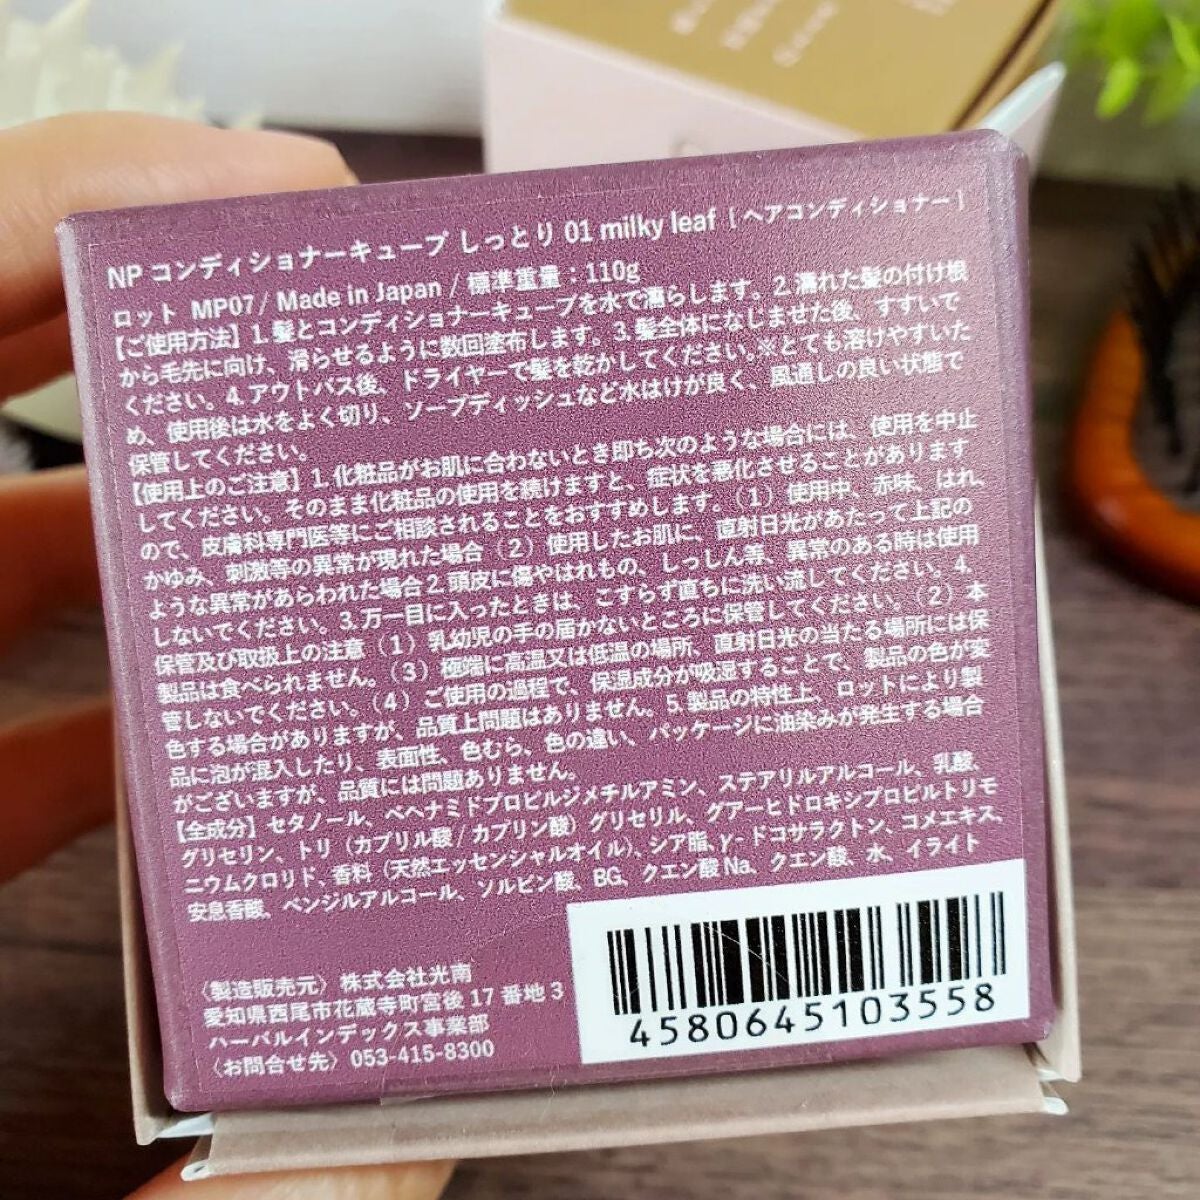 NP コンディショナーキューブ しっとり 01 milky leaf [ ヘアコンディショナー ]
ロット MP07/ Made in Japan / 標準重量：110g
【ご使用方法】1. 髪とコンディショナーキューブを水で濡らします。2. 濡れた髪の付け根
から毛先に向け、滑らせるように数回塗布します。3. 髪全体になじませた後、すすいで
ください。4. アウトバス後、ドライヤーで髪を乾かしてください。※とても溶けやすいた
め、使用後は水をよく切り、ソープディッシュなど水はけが良く、風通しの良い状態で
保管してください。
【使用上のご注意】1. 化粧品がお肌に合わないとき即ち次のような場合には、使用を中止
してください。そのまま化粧品の使用を続けますと、症状を悪化させることがあります
ので、皮膚科専門医等にご相談されることをおすすめします。（1）使用中、赤味、はれ、
かゆみ、刺激等の異常が現れた場合（2）使用したお肌に、直射日光があたって上記の
ような異常があらわれた場合 2. 頭皮に傷やはれもの、しっしん等、異常のある時は使用
しないでください。3. 万一目に入ったときは、こすらず直ちに洗い流してください。4.
保管及び取扱上の注意（1）乳幼児の手の届かないところに保管してください。（2）本
製品は食べられません。（3）極端に高温又は低温の場所、直射日光の当たる場所には保
管しないでください。（4）ご使用の過程で、保湿成分が吸湿することで、製品の色が変
色する場合がありますが、品質上問題はありません。5. 製品の特性上、ロットにより製
品に泡が混入したり、表面性、色むら、色の違い、パッケージに油染みが発生する場合
がございますが、品質には問題ありません。
【全成分】セタノール、ベヘナミドプロピルジメチルアミン、ステアリルアルコール、乳酸、
グリセリン、トリ（カプリル酸 / カプリン酸）グリセリル、グアーヒドロキシプロピルトリモ
ニウムクロリド、香料（天然エッセンシャルオイル）、シア脂、γ - ドコサラクトン、コメエキス、
安息香酸、ベンジルアルコール、ソルビン酸、BG、クエン酸 Na、クエン酸、水、イライト
〈製造販売元〉株式会社光南
愛知県西尾市花蔵寺町宮後 17 番地 3
ハーバルインデックス事業部
〈お問合せ先〉053-415-8300
4580645103558